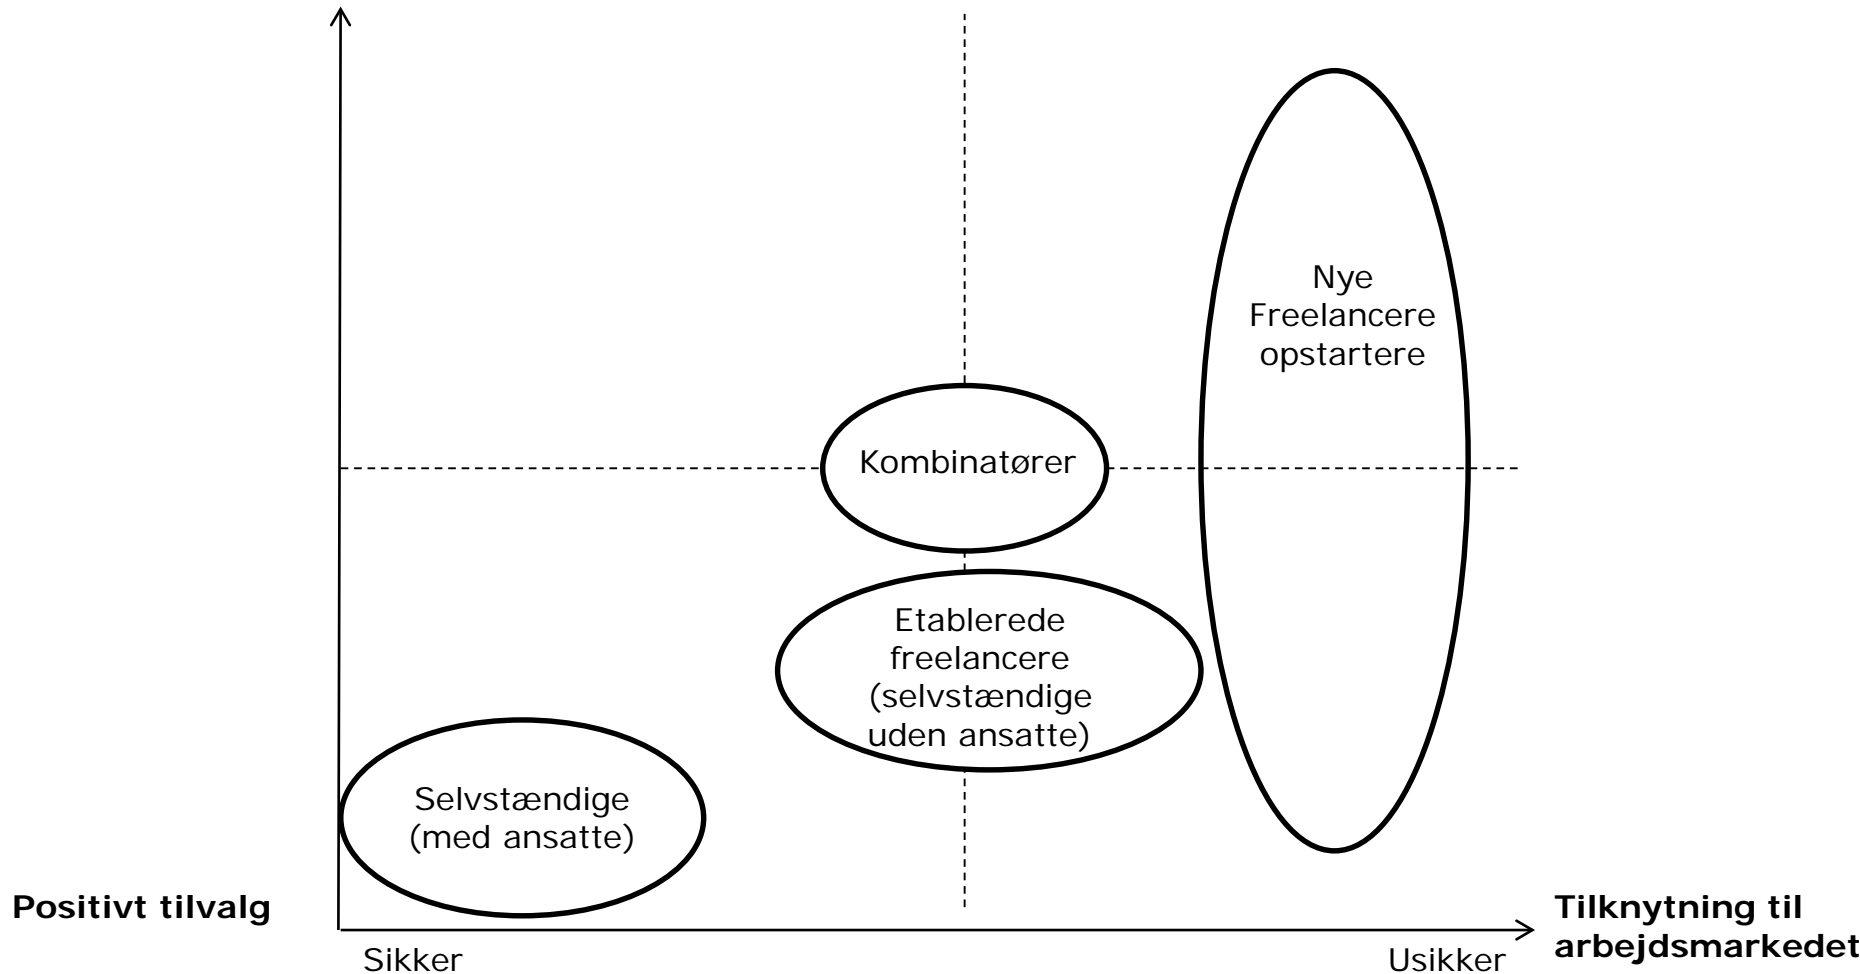 Nye
Freelancere
opstartere
Kombinatører
Etablerede
freelancere
(selvstændige
uden ansatte)
Selvstændige
(med ansatte)
Positivt tilvalg
Tilknytning til
arbejdsmarkedet
Sikker
Usikker